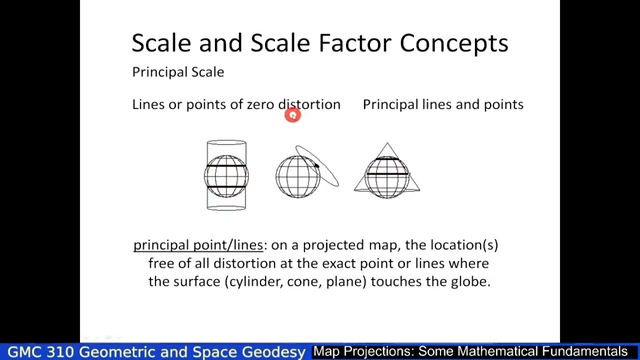 Scale and Scale Factor Concepts
Principal Scale
Lines or points of zero distortion    Principal lines and points
principal point/lines: on a projected map, the location(s)
free of all distortion at the exact point or lines where
the surface (cylinder, cone, plane) touches the globe.
GMC 310 Geometric and Space Geodesy    Map Projections: Some Mathematical Fundamentals